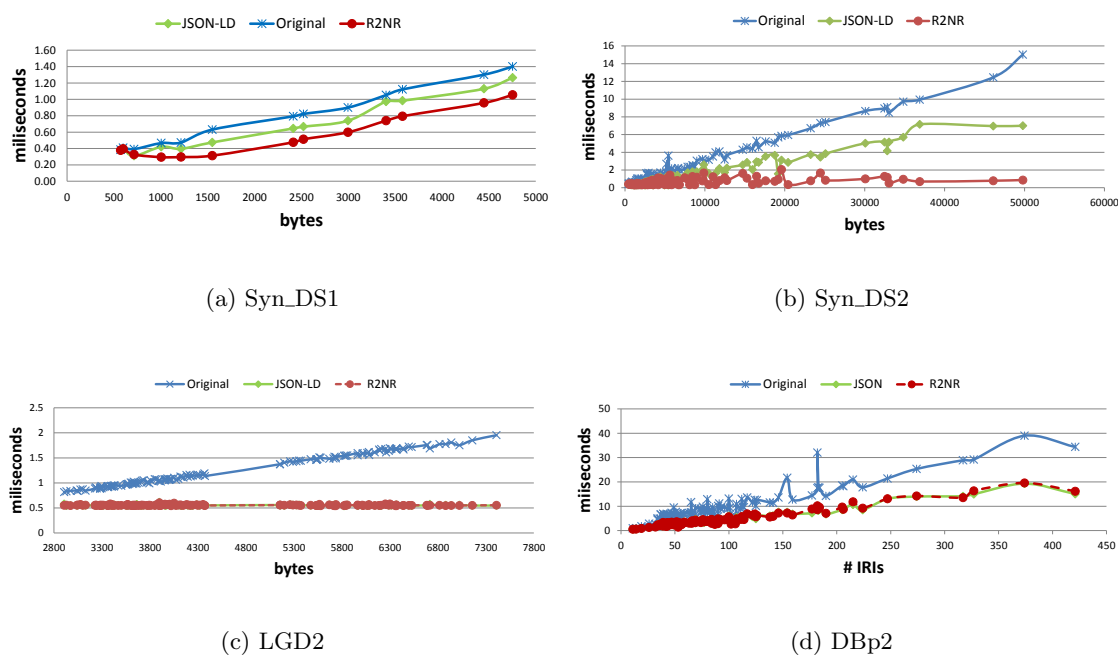 JSON-LD Original R2NR
miliseconds
1.60
1.40
1.20
1.00
0.80
0.60
0.40
0.20
0.00
0 500 1000 1500 2000 2500 3000 3500 4000 4500 5000
bytes
(a) Syn_DS1
Original JSON-LD R2NR
miliseconds
16
14
12
10
8
6
4
2
0
0 10000 20000 30000 40000 50000 60000
bytes
(b) Syn_DS2
Original JSON-LD R2NR
miliseconds
2.5
2
1.5
1
0.5
0
2800 3300 3800 4300 4800 5300 5800 6300 6800 7300 7800
bytes
(c) LGD2
Original JSON R2NR
miliseconds
50
40
30
20
10
0
0 50 100 150 200 250 300 350 400 450
# IRIs
(d) DBp2